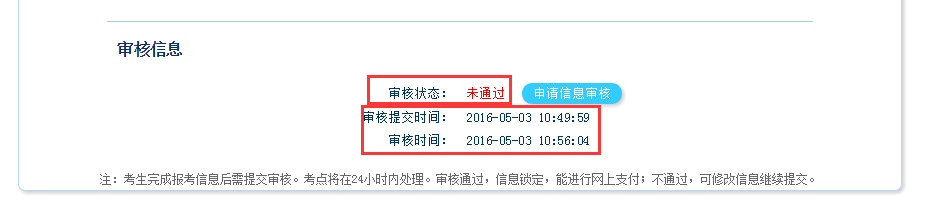 审核信息
审核状态： 未通过 申请信息审核
审核提交时间： 2016-05-03 10:49:59
审核时间： 2016-05-03 10:56:04
注：考生完成报考信息后需提交审核。考点将在24小时内处理。审核通过，信息锁定，能进行网上支付；不通过，可修改信息继续提交。